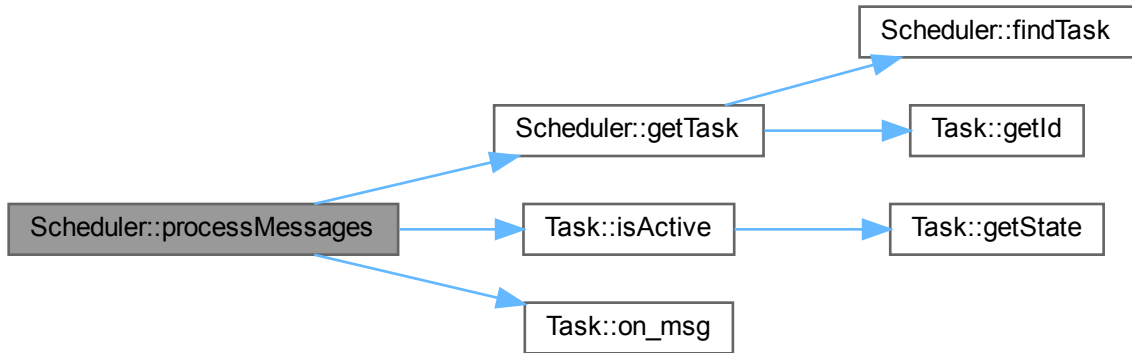 Scheduler::findTask
Scheduler::getTask
Task::getId
Scheduler::processMessages
Task::isActive
Task::getState
Task::on_msg